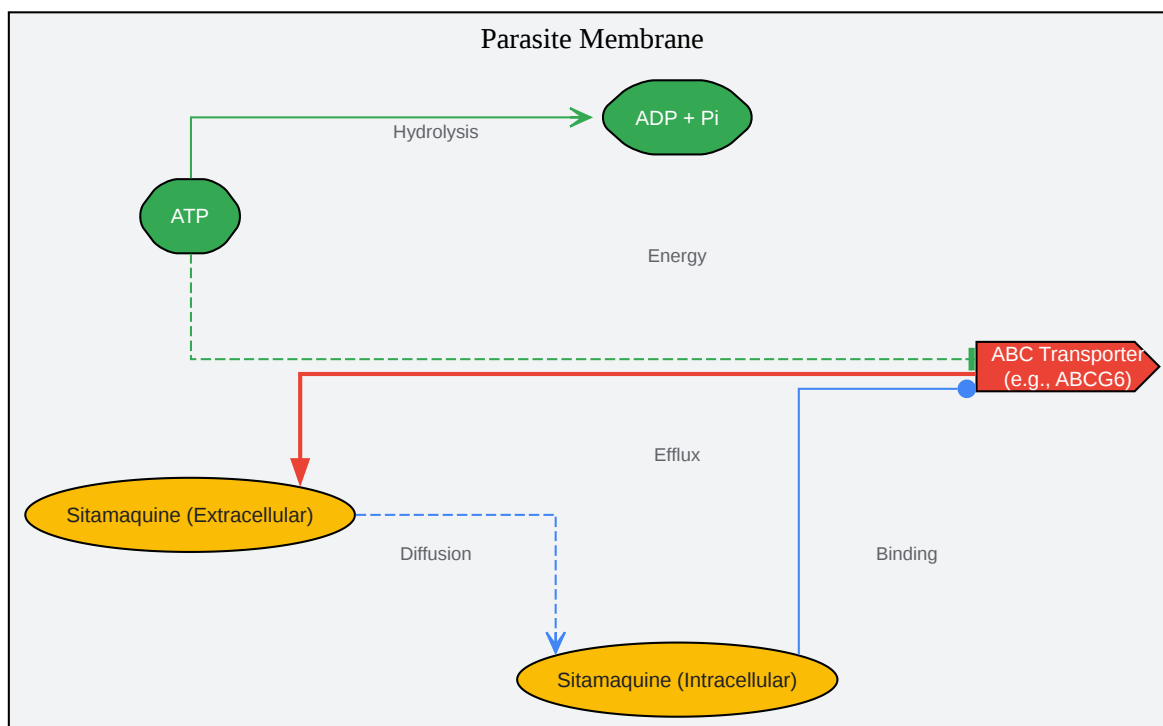 Parasite Membrane
ADP + Pi
Hydrolysis
ATP
Energy
ABC Transporter
(e.g., ABCG6)
Efflux
Sitamaquine (Extracellular)
Diffusion
Binding
Sitamaquine (Intracellular)